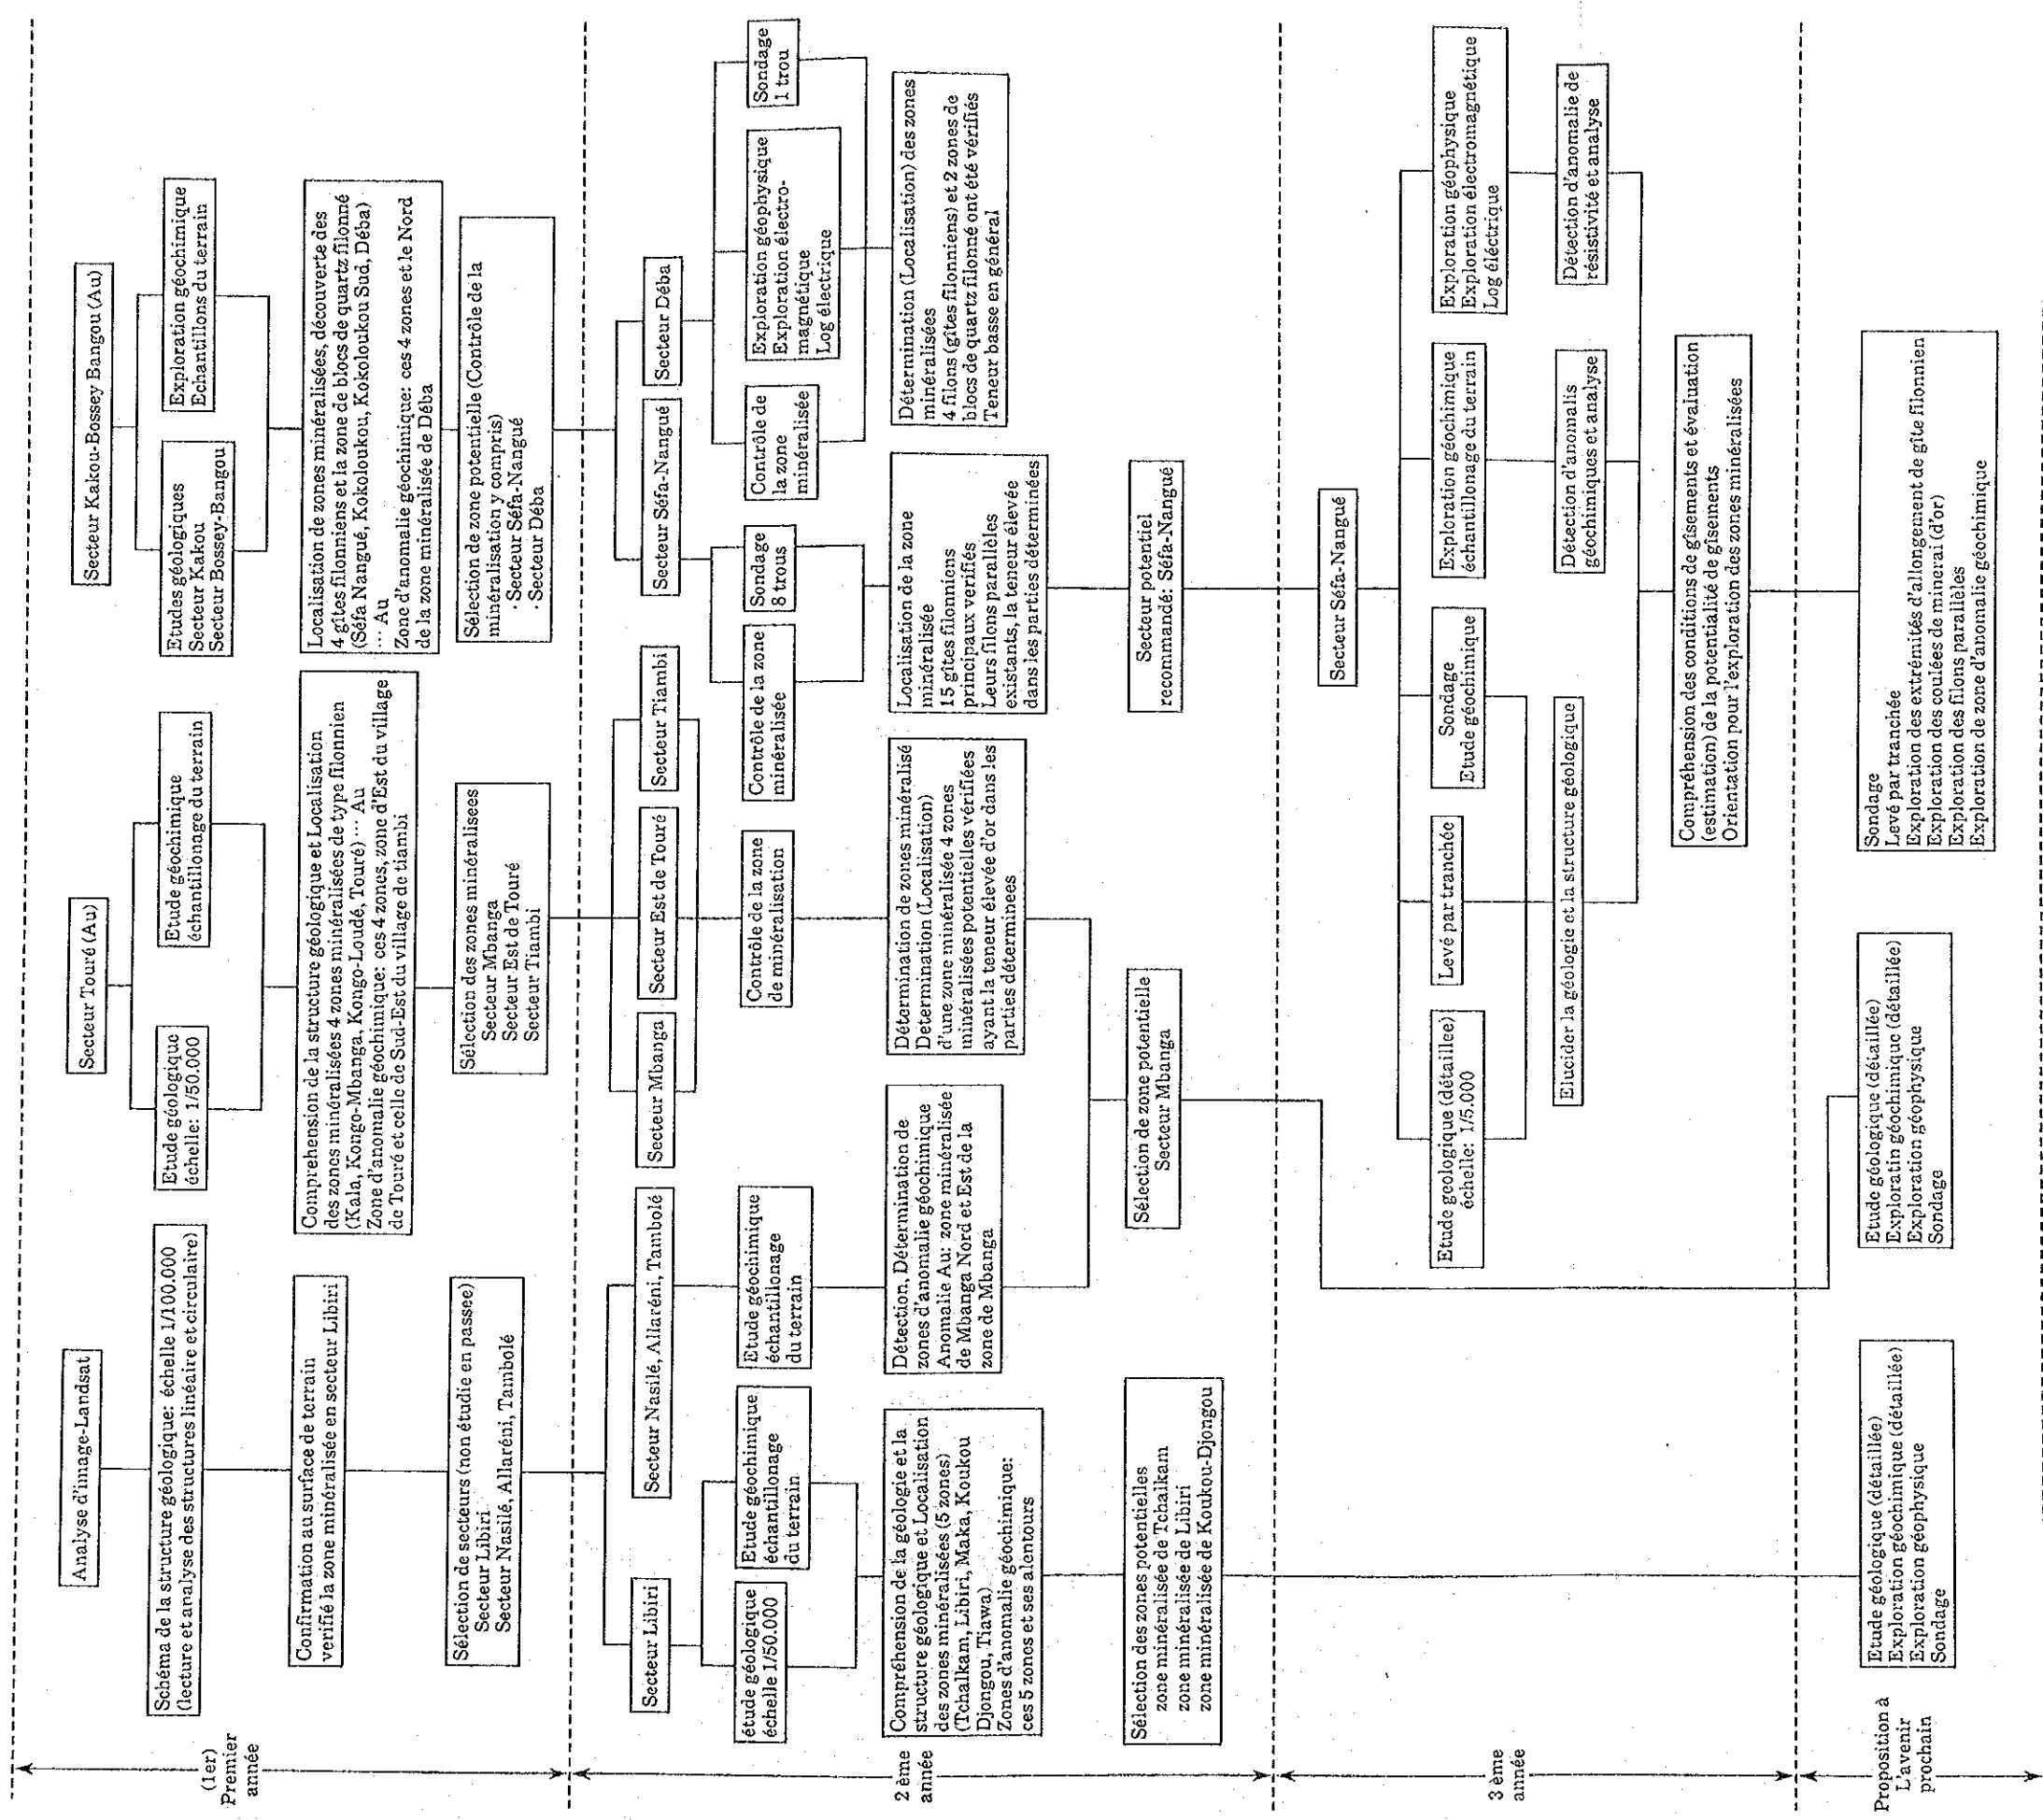 (1er)
Premier
année
Analyse d'image-Landsat
Schéma de la structure géologique: échelle 1/100.000
(lecture et analyse des structures linéaire et circulaire)
Confirmation au surface de terrain
verifié la zone minéralisée en secteur Libiri
Sélection de secteurs (non étudie en passee)
Secteur Libiri
Secteur Nasilé, Allaréni, Tambolé
Secteur Touré (Au)
Etude géologique
échelle: 1/50.000
Etude géochimique
échantillonage du terrain
Compréhension de la structure géologique et Localisation
des zones minéralisées 4 zones minéralisées de type filonnien
(Kala, Kongo-Mbanga, Kongo-Loudé, Touré) ··· Au
Zone d'anomalie géochimique: ces 4 zones, zone d'Est du village
de Touré et celle de Sud-Est du village de tiambi
Sélection des zones minéralisees
Secteur Mbanga
Secteur Est de Touré
Secteur Tiambi
Secteur Kakou-Bossey Bangou (Au)
Etudes géologiques
Secteur Kakou
Secteur Bossey-Bangou
Exploration géochimique
Echantillons du terrain
Localisation de zones minéralisées, découverte des
4 gîtes filonniens et la zone de blocs de quartz filonné
(Séfa Nangué, Kokoloukou, Kokoloukou Sud, Déba)
··· Au
Zone d'anomalie géochimique: ces 4 zones et le Nord
de la zone minéralisée de Déba
Sélection de zone potentielle (Contrôle de la
minéralisation y compris)
· Secteur Séfa-Nangué
· Secteur Déba
2 ème
année
Secteur Libiri
étude géologique
échelle 1/50.000
Etude géochimique
échantillonage
du terrain
Compréhension de la géologie et la
structure géologique et Localisation
des zones minéralisées (5 zones)
(Tchalkam, Libiri, Maka, Koukou
Djongou, Tiawa)
Zones d'anomalie géochimique:
ces 5 zones et ses alentours
Sélection des zones potentielles
zone minéralisée de Tchalkam
zone minéralisée de Libiri
zone minéralisée de Koukou-Djongou
Secteur Nasilé, Allaréni, Tambolé
Etude géochimique
échantillonage
du terrain
Détection, Détermination de
zones d'anomalie géochimique
Anomalie Au: zone minéralisée
de Mbanga Nord et Est de la
zone de Mbanga
Secteur Mbanga
Secteur Est de Touré
Secteur Tiambi
Contrôle de la zone
de minéralisation
Détermination de zones minéralisé
Determination (Localisation)
d'une zone minéralisée 4 zones
minéralisées potentielles vérifiées
ayant la teneur élevée d'or dans les
parties déterminees
Sélection de zone potentielle
Secteur Mbanga
Secteur Séfa-Nangué
Contrôle de la zone
minéralisée
Sondage
8 trous
Localisation de la zone
minéralisée
15 gîtes filonniens
principaux verifiés
Leurs filons parallèles
existants, la teneur élevée
dans les parties déterminées
Secteur potentiel
recommandé: Séfa-Nangué
Secteur Déba
Contrôle de
la zone
minéralisée
Exploration géophysique
Exploration électro-
magnétique
Log électrique
Sondage
1 trou
Détermination (Localisation) des zones
minéralisées
4 filons (gîtes filonniens) et 2 zones de
blocs de quartz filonné ont été vérifiés
Teneur basse en général
3 ème
année
Secteur Séfa-Nangué
Etude geologique (détaillée)
échelle: 1/5.000
Levé par tranchée
Sondage
Etude géochimique
Exploration géochimique
échantillonage du terrain
Exploration géophysique
Exploration électromagnétique
Log éléctrique
Elucider la géologie et la structure géologique
Détection d'anomalis
géochimiques et analyse
Détection d'anomalie de
résistivité et analyse
Compréhension des conditions de gisements et évaluation
(estimation) de la potentialité de gisements
Orientation pour l'exploration des zones minéralisées
Proposition à
L'avenir
prochain
Etude géologique (détaillée)
Exploration géochimique (détaillée)
Exploration géophysique
Sondage
Etude géologique (détaillée)
Exploratin géochimique (détaillée)
Exploration géophysique
Sondage
Sondage
Levé par tranchée
Exploration des extrénités d'allongement de gîte filonnien
Exploration des coulées de minerai (d'or)
Exploration des filons parallèles
Exploration de zone d'anomalie géochimique